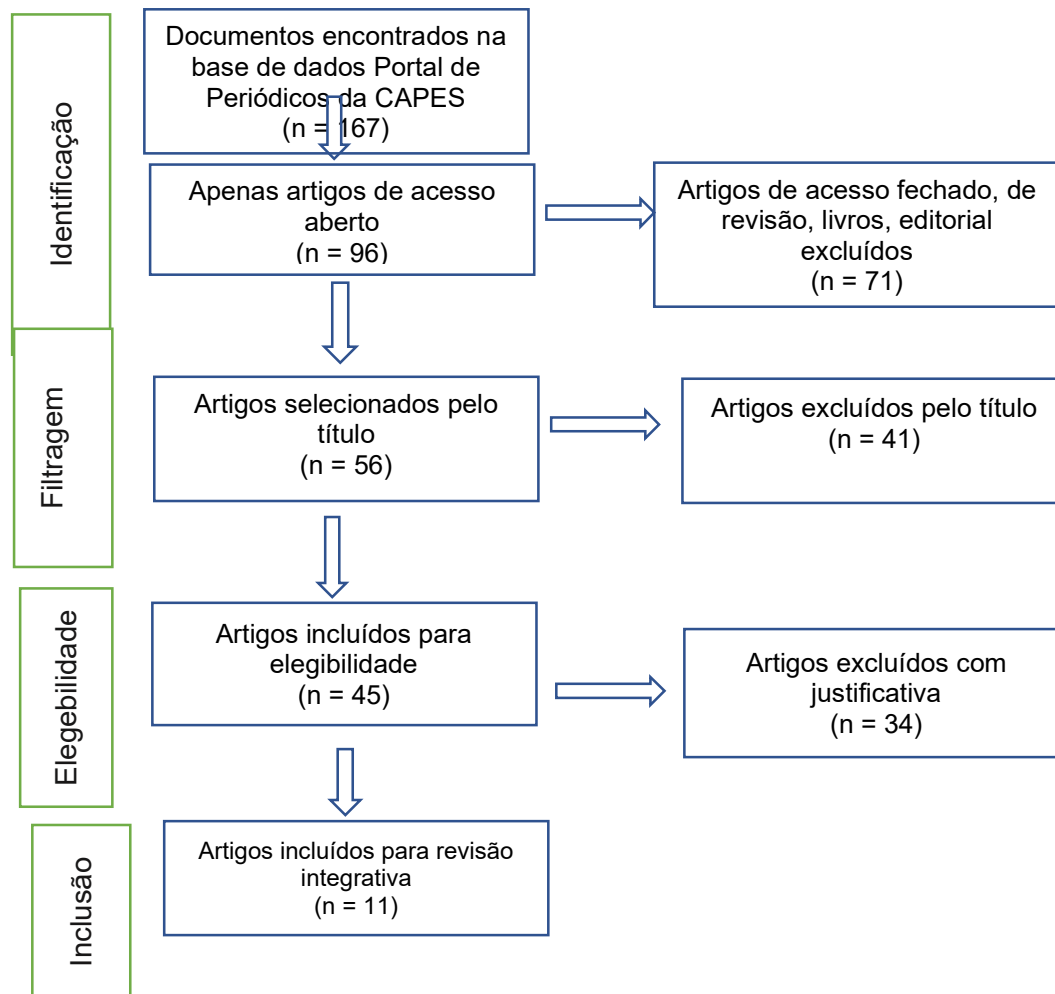 Identificação
Documentos encontrados na
base de dados Portal de
Periódicos da CAPES
(n = 167)
Apenas artigos de acesso
aberto
(n = 96)
Artigos de acesso fechado, de
revisão, livros, editorial
excluídos
(n = 71)
Filtragem
Artigos selecionados pelo
título
(n = 56)
Artigos excluídos pelo título
(n = 41)
Elegebilidade
Artigos incluídos para
elegibilidade
(n = 45)
Artigos excluídos com
justificativa
(n = 34)
Inclusão
Artigos incluídos para revisão
integrativa
(n = 11)